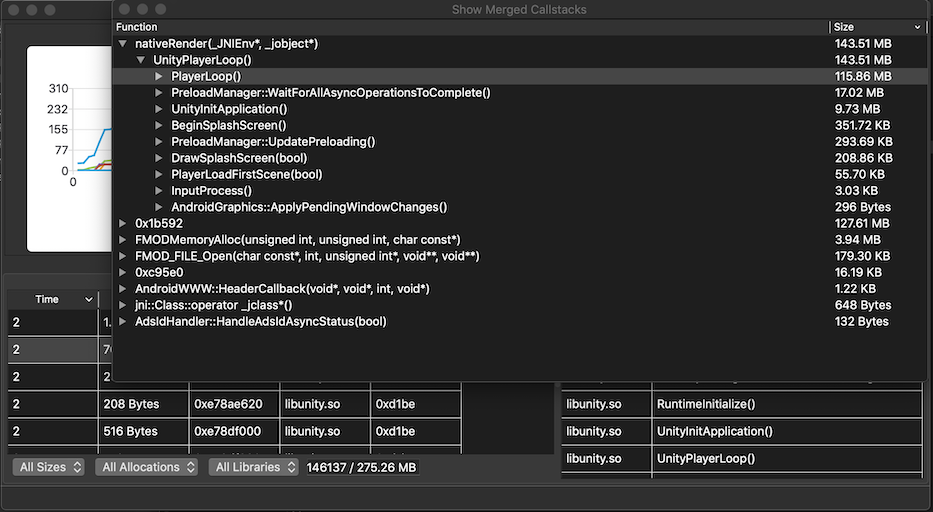 Show Merged Callstacks
Function Size
nativeRender(_JNIEnv*, _jobject*) 143.51 MB
UnityPlayerLoop() 143.51 MB
PlayerLoop() 115.86 MB
PreloadManager::WaitForAllAsyncOperationsToComplete() 17.02 MB
UnityInitApplication() 9.73 MB
BeginSplashScreen() 351.72 KB
PreloadManager::UpdatePreloading() 293.69 KB
DrawSplashScreen(bool) 208.86 KB
PlayerLoadFirstScene(bool) 55.70 KB
InputProcess() 3.03 KB
AndroidGraphics::ApplyPendingWindowChanges() 296 Bytes
0x1b592 127.61 MB
FMODMemoryAlloc(unsigned int, unsigned int, char const*) 3.94 MB
FMOD_FILE_Open(char const*, int, unsigned int*, void**, void**) 179.30 KB
0xc95e0 16.19 KB
AndroidWWW::HeaderCallback(void*, void*, int, void*) 1.22 KB
jni::Class::operator _jclass*() 648 Bytes
AdsIdHandler::HandleAdsIdAsyncStatus(bool) 132 Bytes
310
232
155
77
0
0
Time
2 1.
2 7
2 2
2 208 Bytes 0xe78ae620 libunity.so 0xd1be
2 516 Bytes 0xe78df000 libunity.so 0xd1be
libunity.so RuntimeInitialize()
libunity.so UnityInitApplication()
libunity.so UnityPlayerLoop()
All Sizes All Allocations All Libraries 146137 / 275.26 MB